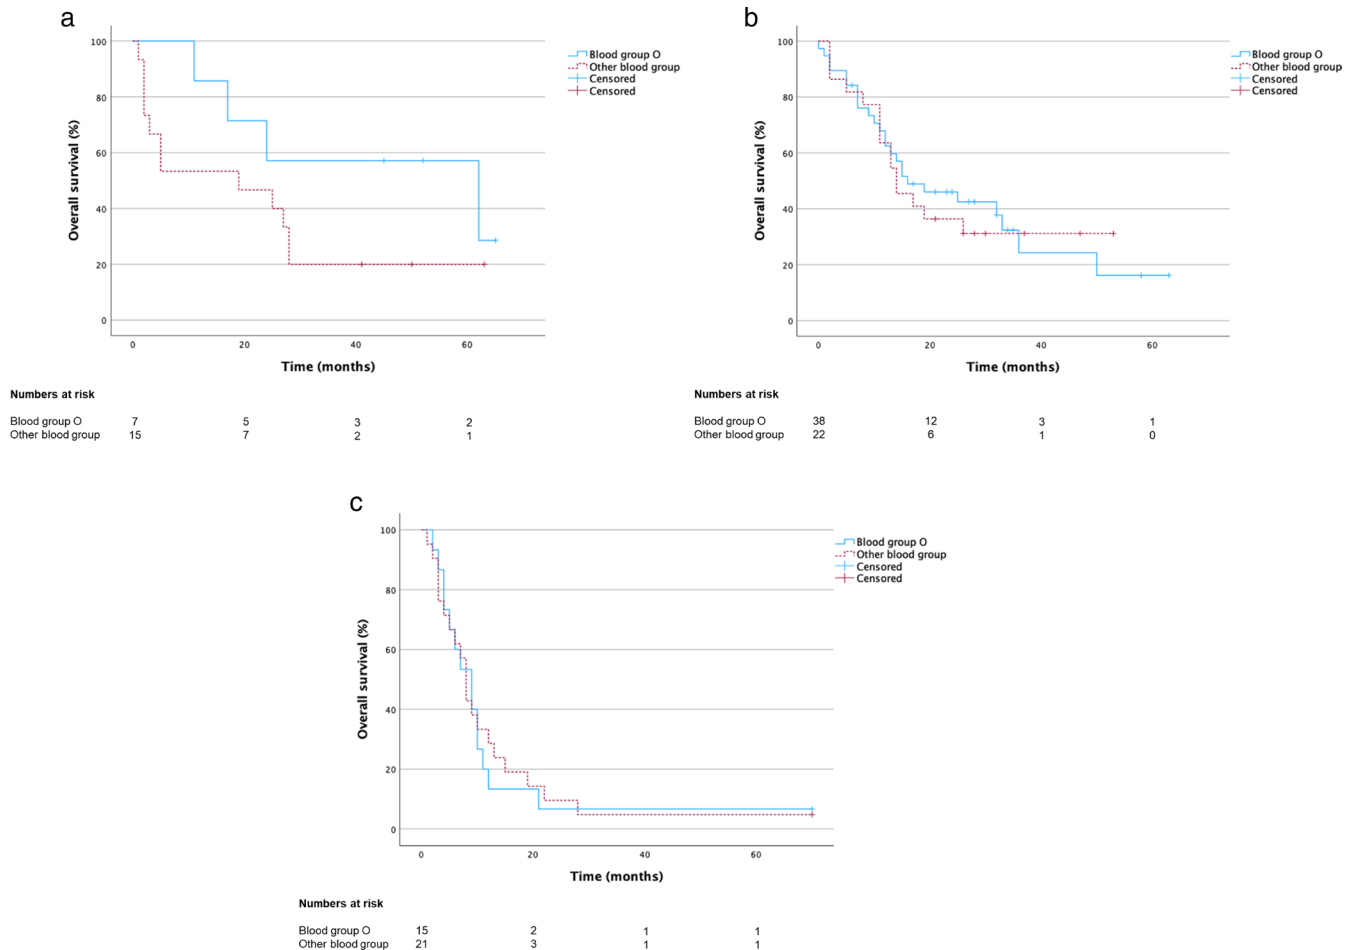 a
Overall survival (%)
100
80
60
40
20
0
0 20 40 60
Time (months)
Blood group O
Other blood group
Censored
Censored
Numbers at risk
Blood group O 7 5 3 2
Other blood group 15 7 2 1
b
Overall survival (%)
100
80
60
40
20
0
0 20 40 60
Time (months)
Blood group O
Other blood group
Censored
Censored
Numbers at risk
Blood group O 38 12 3 1
Other blood group 22 6 1 0
c
Overall survival (%)
100
80
60
40
20
0
0 20 40 60
Time (months)
Blood group O
Other blood group
Censored
Censored
Numbers at risk
Blood group O 15 2 1 1
Other blood group 21 3 1 1